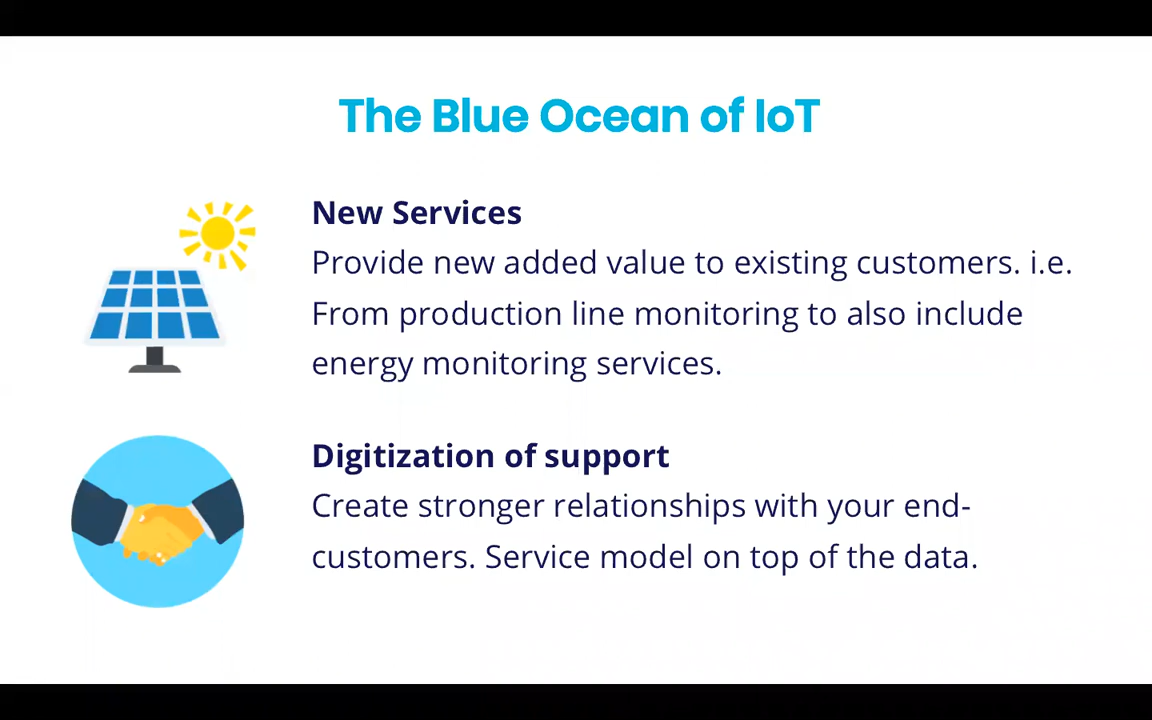 The Blue Ocean of IoT
New Services
Provide new added value to existing customers. i.e.
From production line monitoring to also include
energy monitoring services.
Digitization of support
Create stronger relationships with your end-
customers. Service model on top of the data.